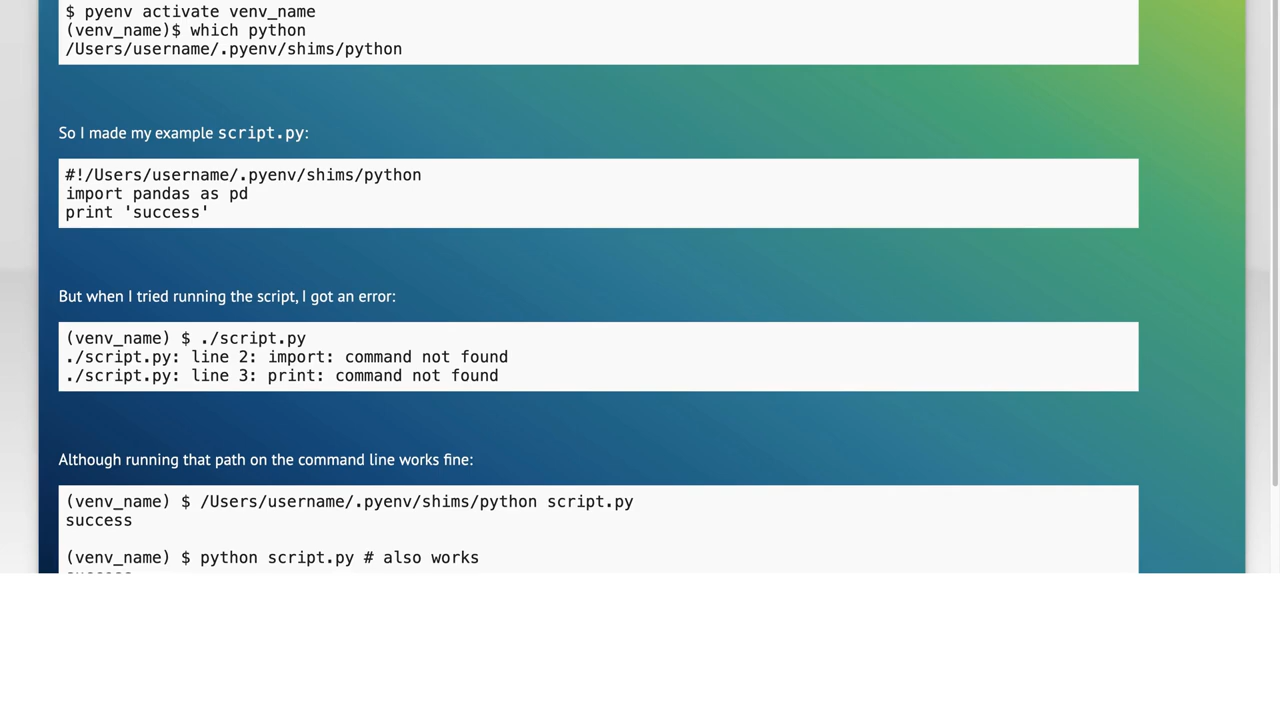 $ pyenv activate venv_name
(venv_name)$ which python
/Users/username/.pyenv/shims/python
So I made my example script.py:
#!/Users/username/.pyenv/shims/python
import pandas as pd
print 'success'
But when I tried running the script, I got an error:
(venv_name) $ ./script.py
./script.py: line 2: import: command not found
./script.py: line 3: print: command not found
Although running that path on the command line works fine:
(venv_name) $ /Users/username/.pyenv/shims/python script.py
success
(venv_name) $ python script.py # also works